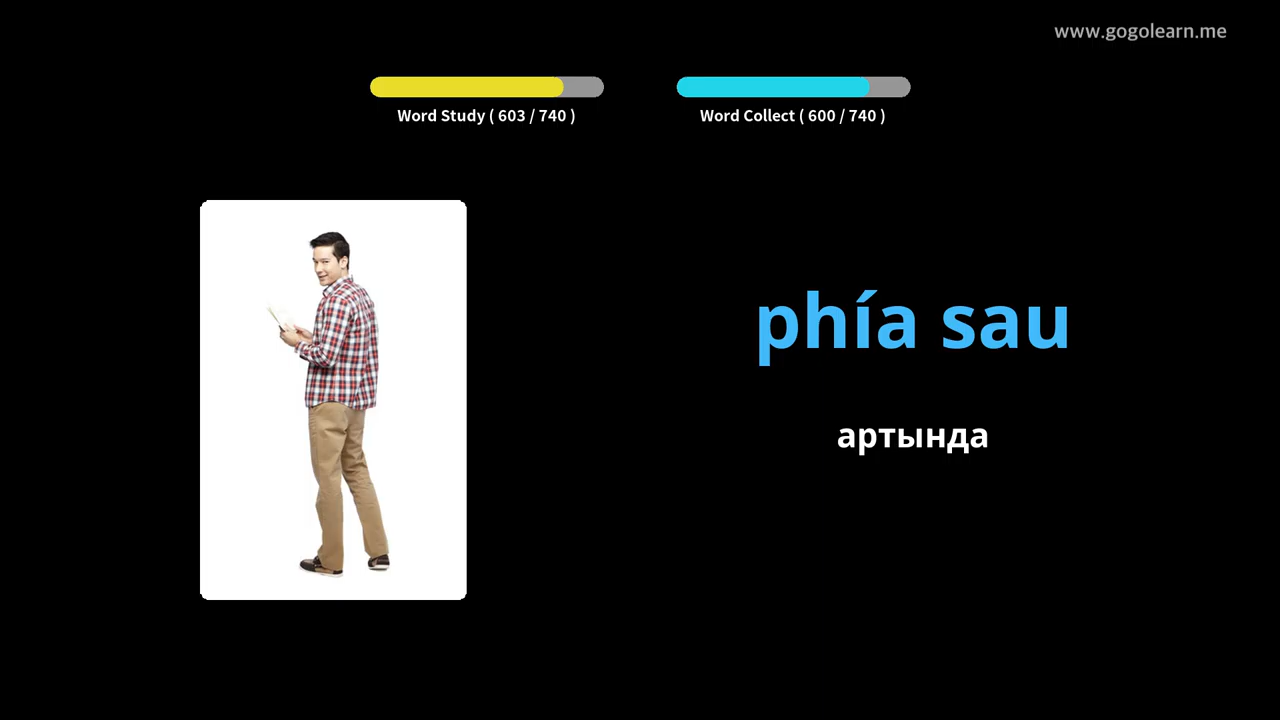 www.gogolearn.me
Word Study ( 603 / 740 )
Word Collect ( 600 / 740 )
phía sau
артында